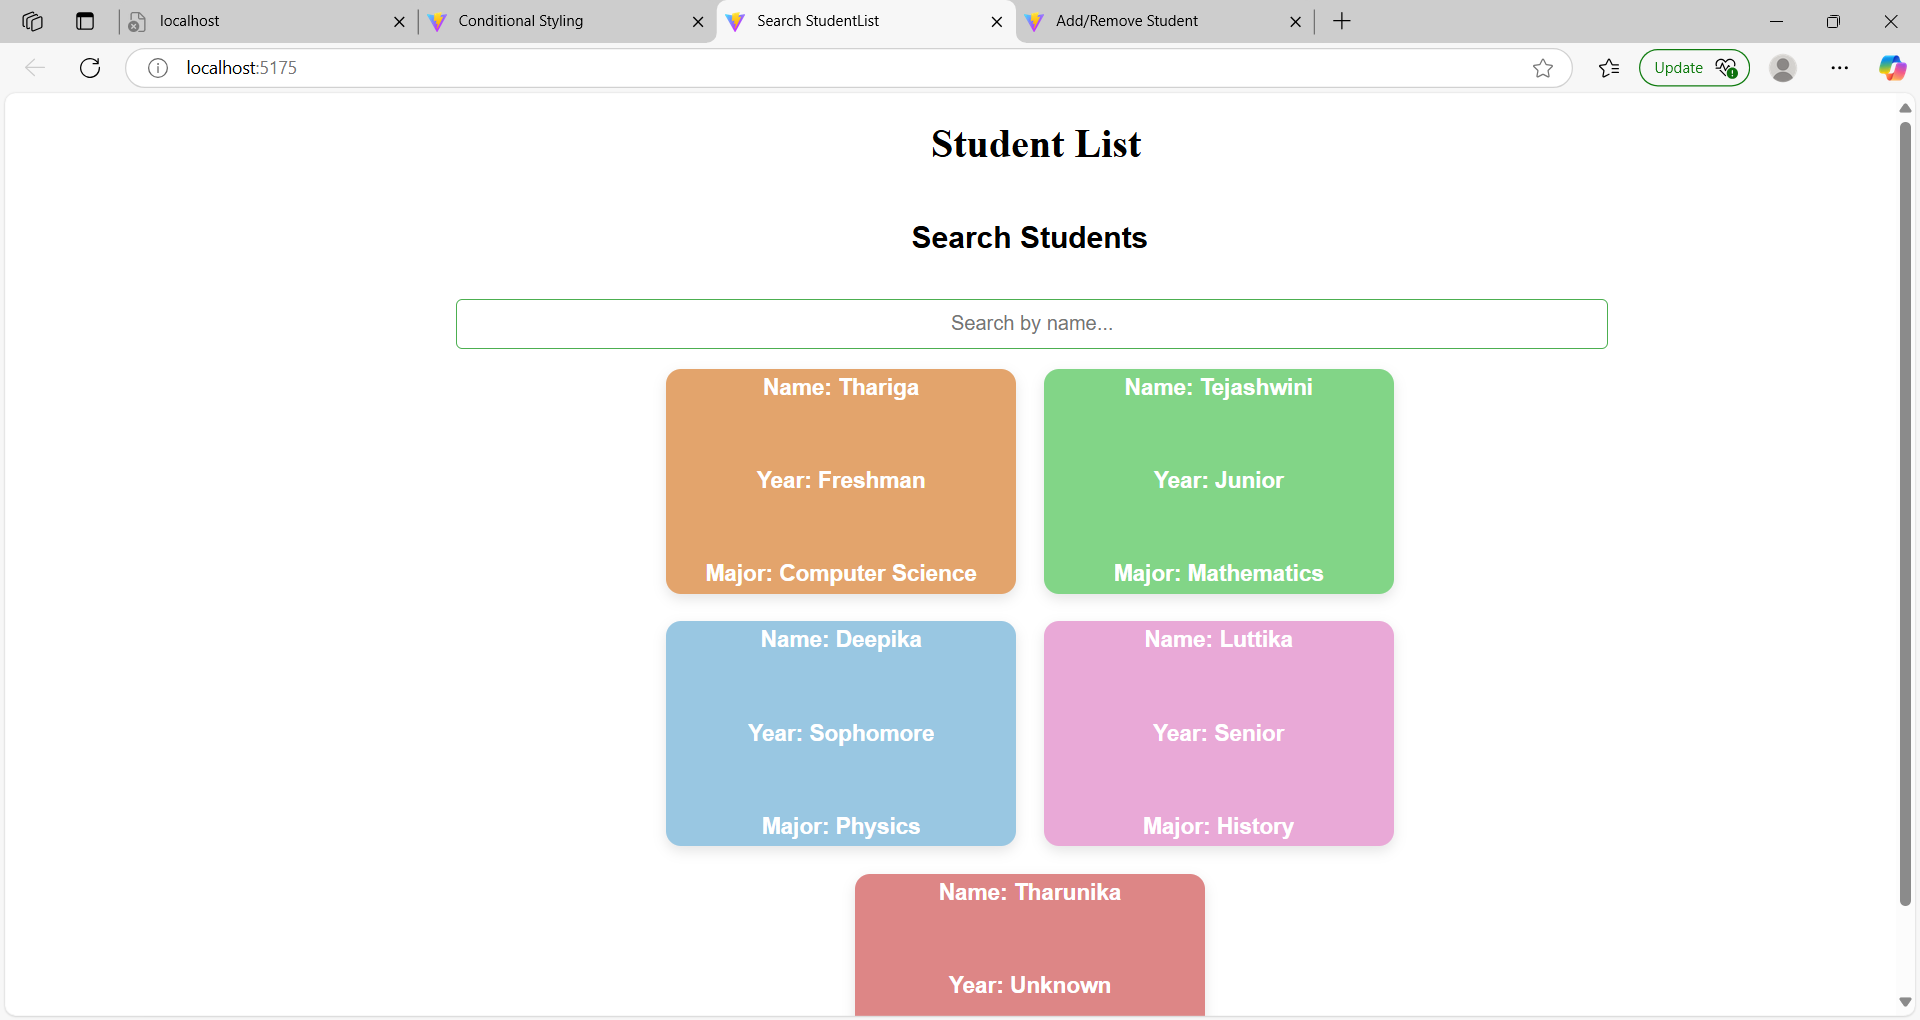 localhost
Conditional Styling
Search StudentList
Add/Remove Student
localhost:5175
Update
Student List
Search Students
Search by name...
Name: Thariga
Year: Freshman
Major: Computer Science
Name: Tejashwini
Year: Junior
Major: Mathematics
Name: Deepika
Year: Sophomore
Major: Physics
Name: Luttika
Year: Senior
Major: History
Name: Tharunika
Year: Unknown